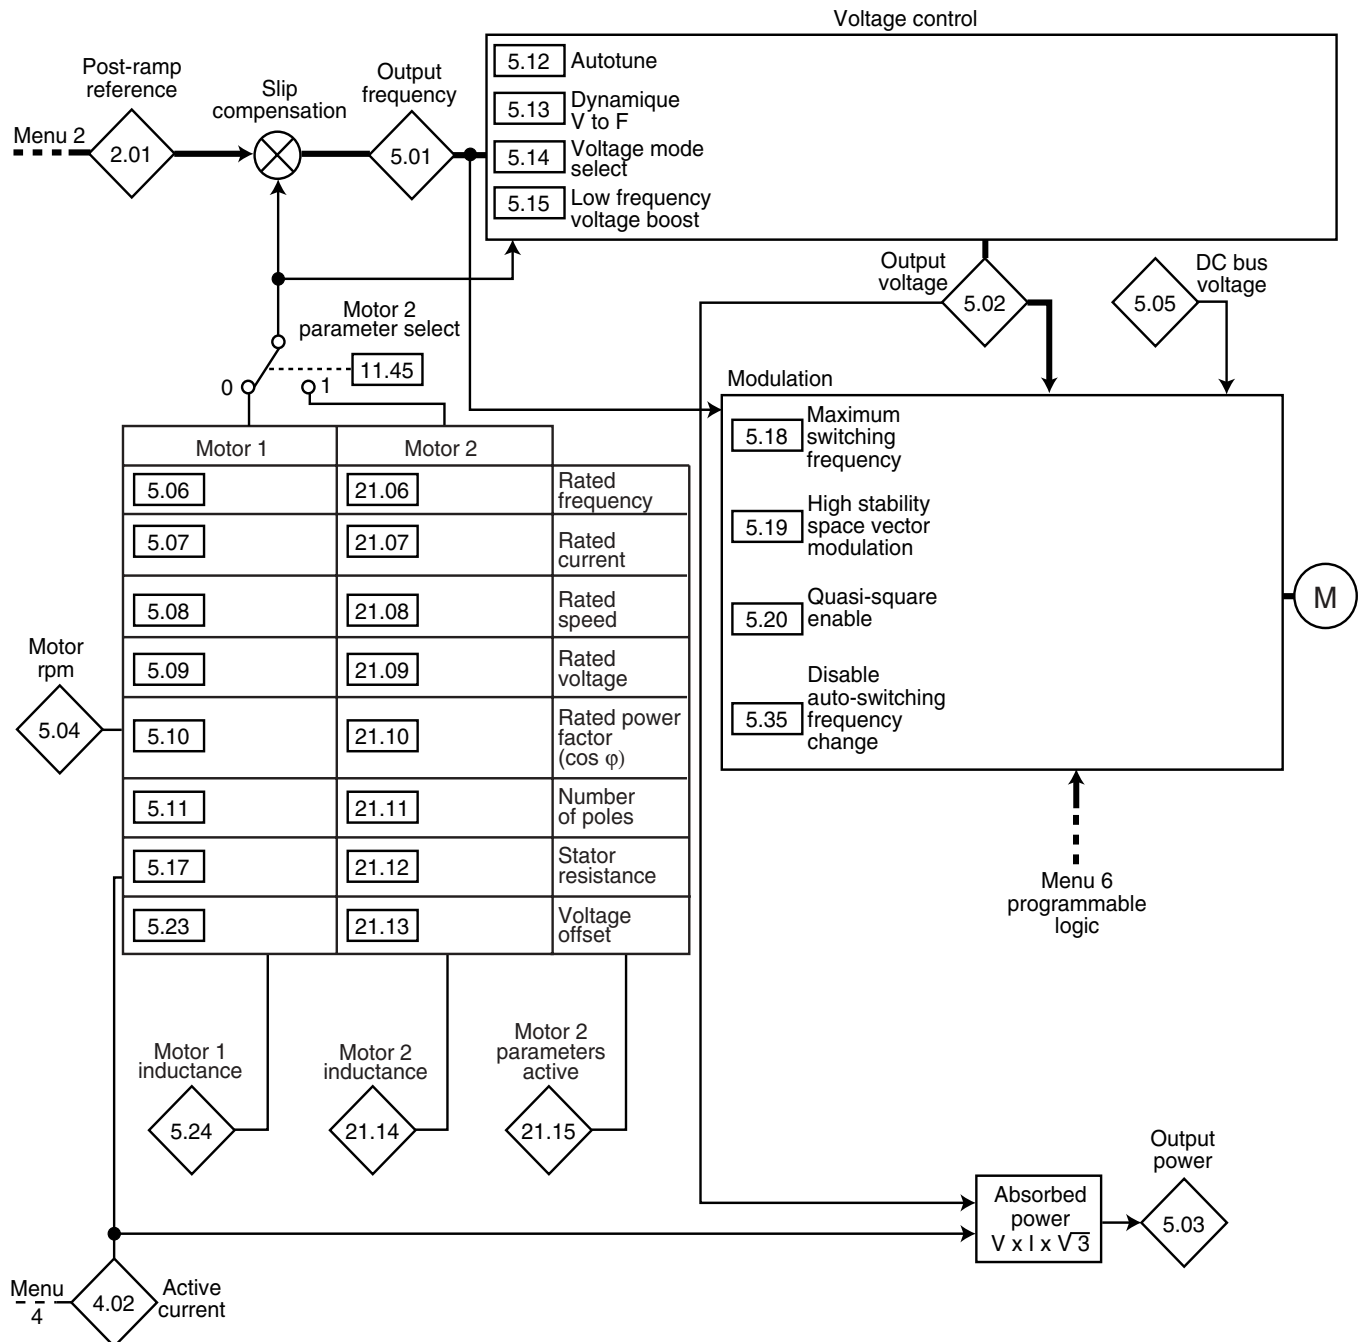 Voltage control
Post-ramp
reference
Slip
compensation
Output
frequency
Menu 2
2.01
5.01
5.12 Autotune
5.13 Dynamique
V to F
5.14 Voltage mode
select
5.15 Low frequency
voltage boost
Output
voltage
5.02
DC bus
voltage
5.05
Motor 2
parameter select
11.45
0
1
Modulation
5.18 Maximum
switching
frequency
5.19 High stability
space vector
modulation
5.20 Quasi-square
enable
5.35 Disable
auto-switching
frequency
change
M
Menu 6
programmable
logic
Motor 1 Motor 2
5.06 21.06 Rated
frequency
5.07 21.07 Rated
current
5.08 21.08 Rated
speed
5.09 21.09 Rated
voltage
5.10 21.10 Rated power
factor
(cos φ)
5.11 21.11 Number
of poles
5.17 21.12 Stator
resistance
5.23 21.13 Voltage
offset
Motor
rpm
5.04
Motor 1
inductance
5.24
Motor 2
inductance
21.14
Motor 2
parameters
active
21.15
Absorbed
power
V x I x √3
Output
power
5.03
Menu
4
4.02
Active
current